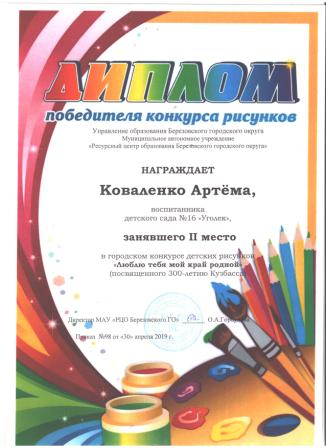 ДИПЛОМ
победителя конкурса рисунков
Управление образования Березовского городского округа
Муниципальное автономное учреждение
«Ресурсный центр образования Березовского городского округа»
НАГРАЖДАЕТ
Коваленко Артёма,
воспитанника
детского сада №16 «Уголек»,
занявшего II место
в городском конкурсе детских рисунков
«Люблю тебя мой край родной»
(посвященного 300-летию Кузбасса)
Директор МАУ «РЦО Березовского ГО»
Приказ №98 от «30» апреля 2019 г.